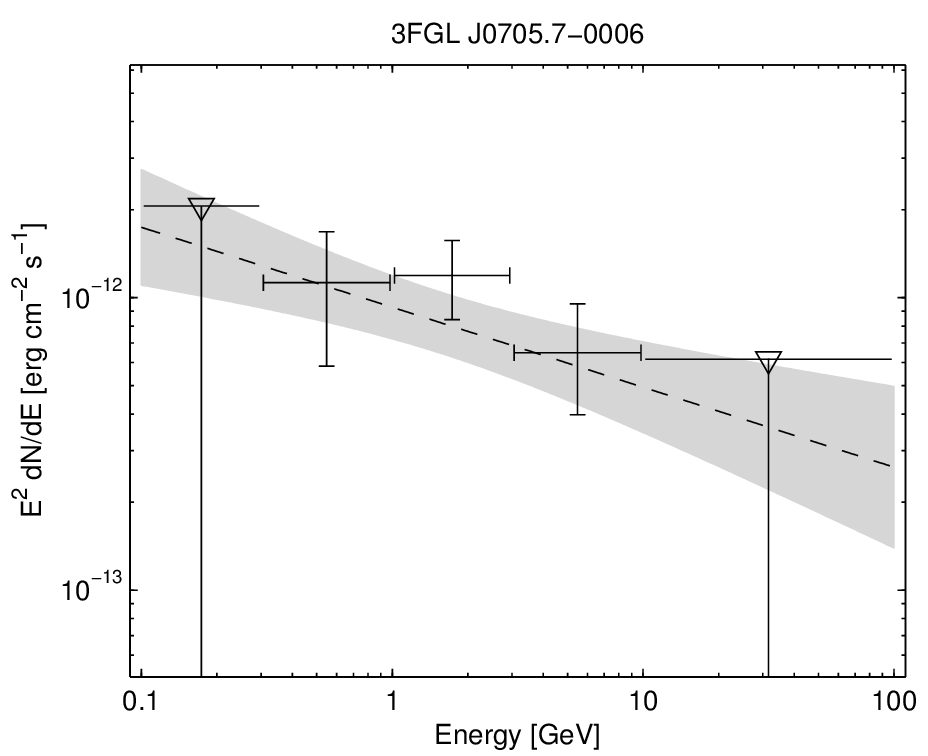 3FGL J0705.7−0006
E² dN/dE [erg cm⁻² s⁻¹]
10⁻¹²
10⁻¹³
0.1 1 10 100
Energy [GeV]